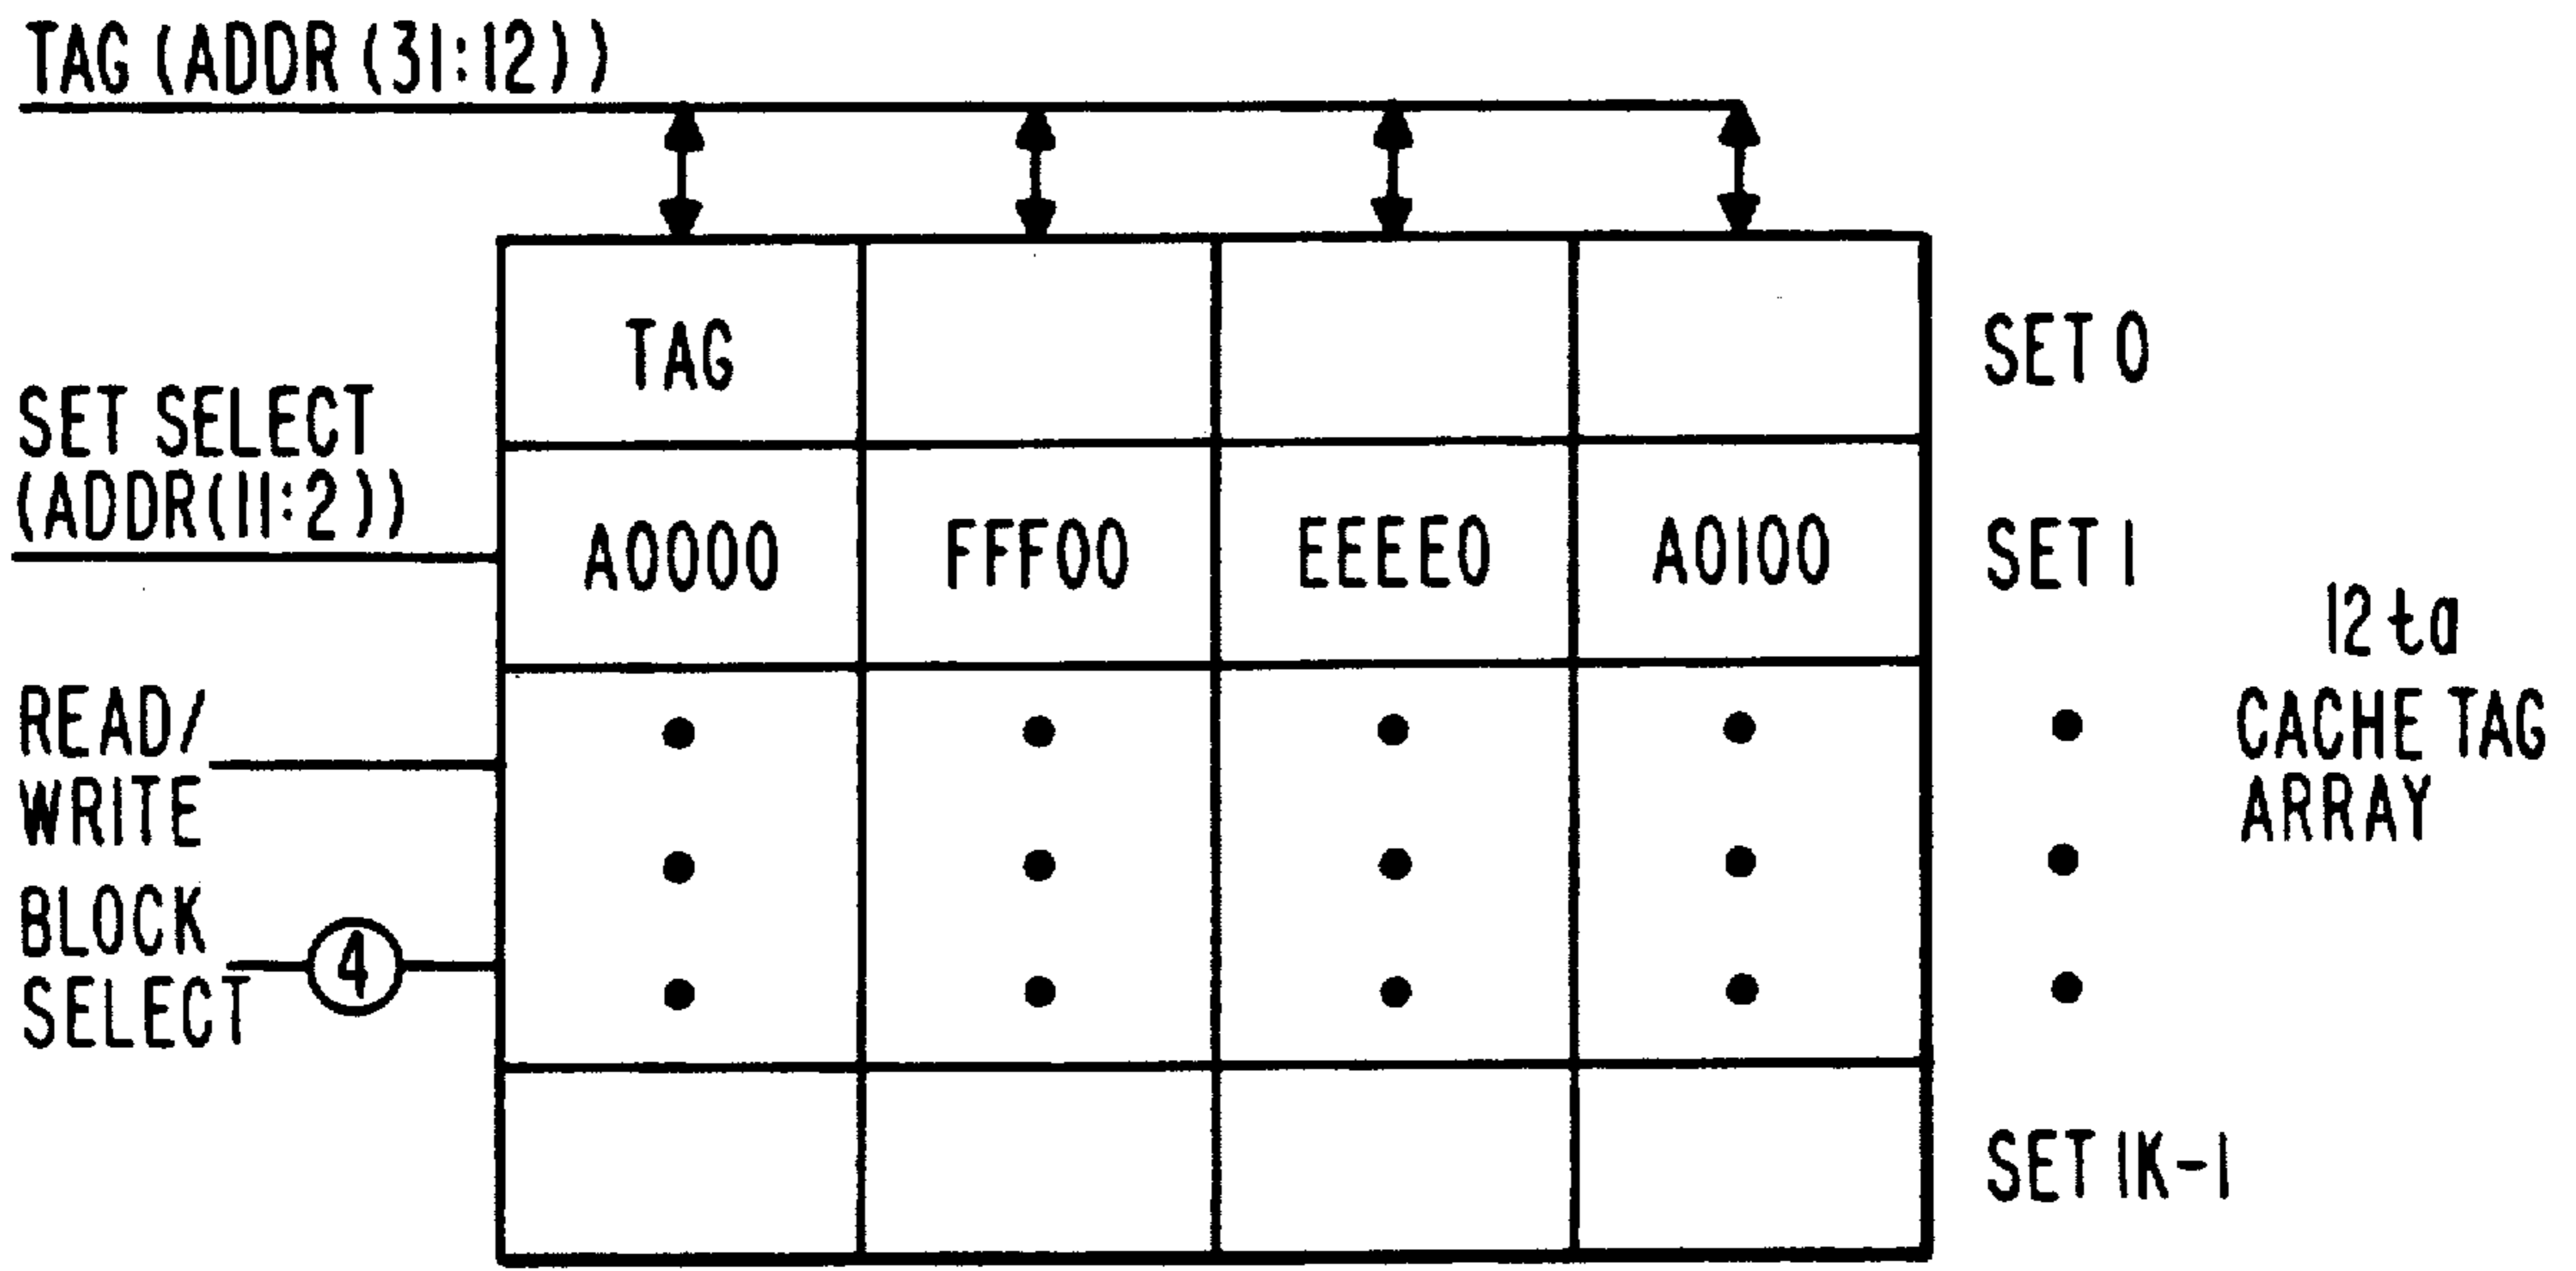 TAG (ADDR (31:12))
TAG
SET 0
SET SELECT
(ADDR(11:2))
A0000 FFF00 EEEE0 A0100
SET 1
12ta
CACHE TAG
ARRAY
READ/
WRITE
BLOCK
SELECT
4
SET 1K-1